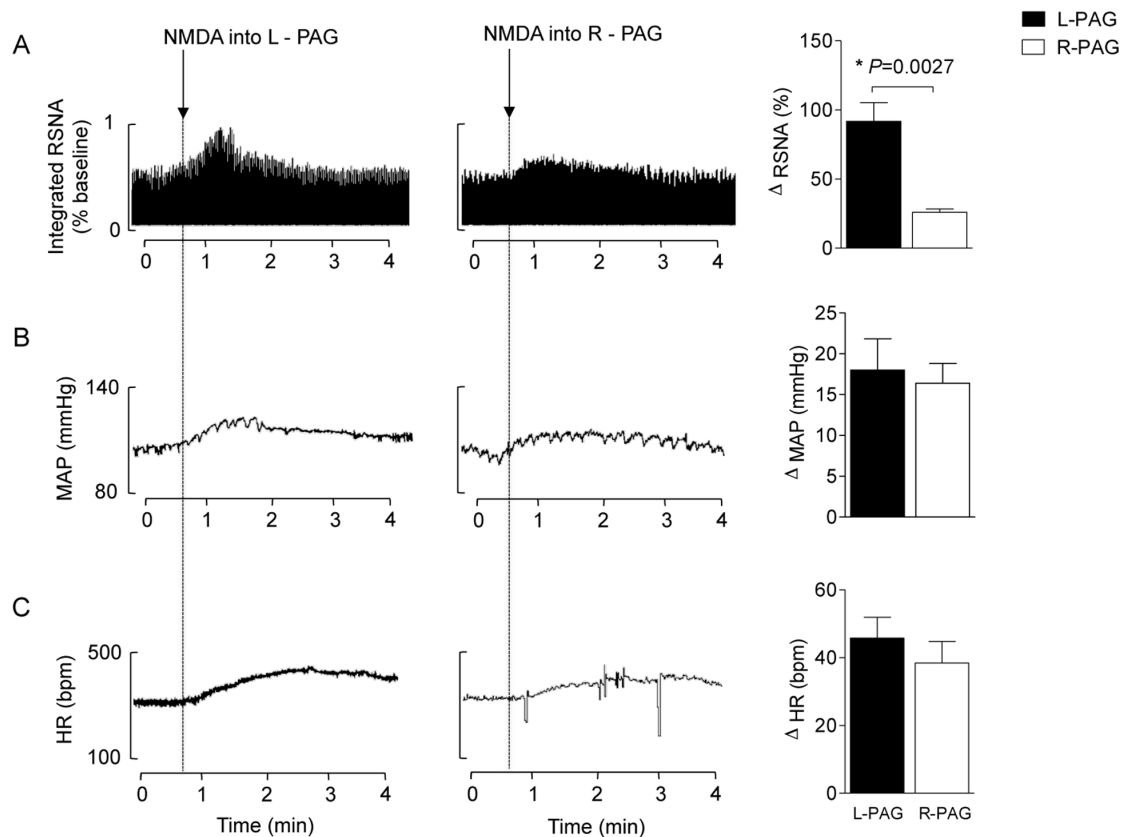 L-PAG
R-PAG
A
NMDA into L - PAG
NMDA into R - PAG
Integrated RSNA
(% baseline)
1
0
0 1 2 3 4
0 1 2 3 4
Δ RSNA (%)
150
100
50
0
* P=0.0027
B
MAP (mmHg)
140
80
0 1 2 3 4
0 1 2 3 4
Δ MAP (mmHg)
25
20
15
10
5
0
C
HR (bpm)
500
100
0 1 2 3 4
0 1 2 3 4
Time (min)
Time (min)
Δ HR (bpm)
60
40
20
0
L-PAG R-PAG